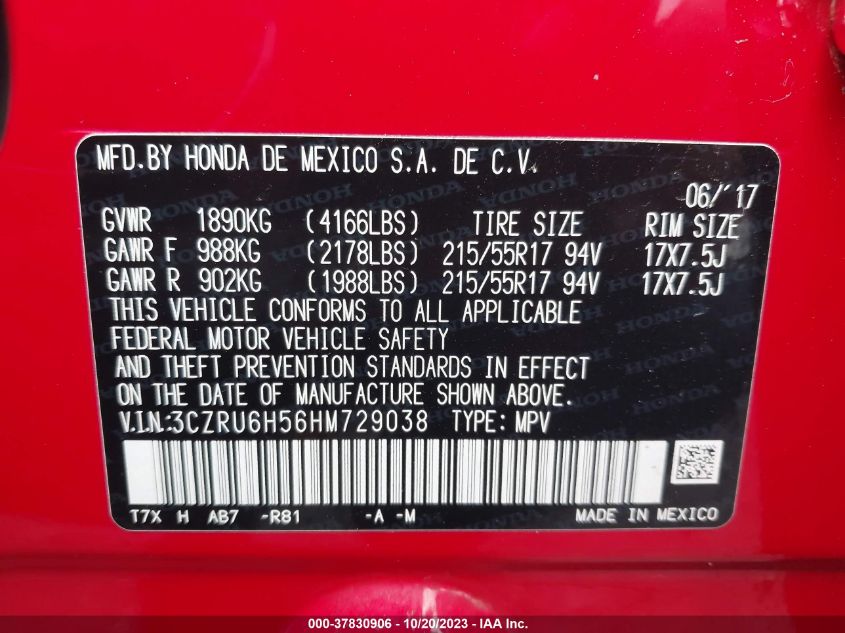 MFD.BY HONDA DE MEXICO S.A. DE C.V.
06/'17
GVWR 1890KG (4166LBS) TIRE SIZE RIM SIZE
GAWR F 988KG (2178LBS) 215/55R17 94V 17X7.5J
GAWR R 902KG (1988LBS) 215/55R17 94V 17X7.5J
THIS VEHICLE CONFORMS TO ALL APPLICABLE
FEDERAL MOTOR VEHICLE SAFETY
AND THEFT PREVENTION STANDARDS IN EFFECT
ON THE DATE OF MANUFACTURE SHOWN ABOVE.
V.I.N:3CZRU6H56HM729038 TYPE: MPV
T7X H AB7 -R81 -A -M MADE IN MEXICO
000-37830906 - 10/20/2023 - IAA Inc.